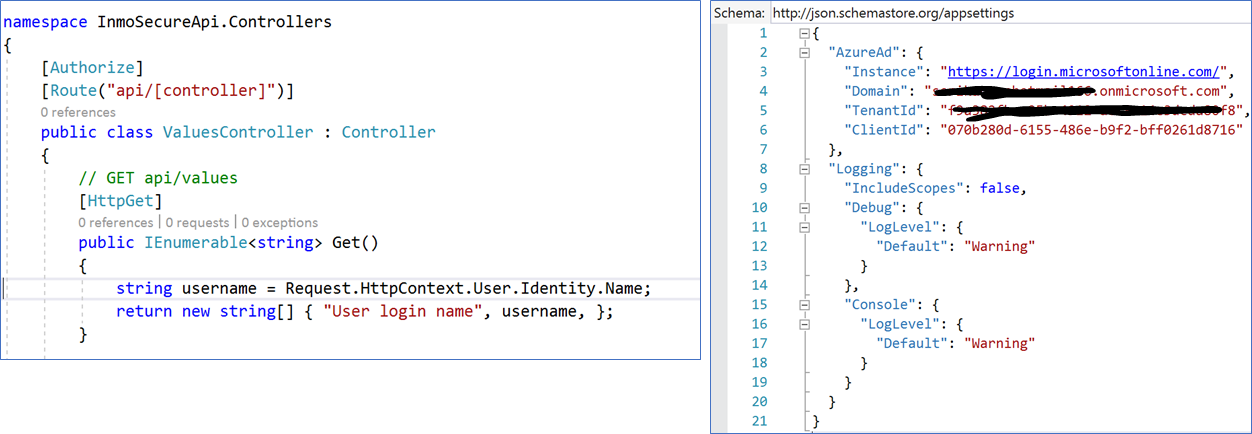 namespace InmoSecureApi.Controllers
{
[Authorize]
[Route("api/[controller]")]
0 references
public class ValuesController : Controller
{
// GET api/values
[HttpGet]
0 references | 0 requests | 0 exceptions
public IEnumerable<string> Get()
{
string username = Request.HttpContext.User.Identity.Name;
return new string[] { "User login name", username, };
}
Schema: http://json.schemastore.org/appsettings
1 {
2 "AzureAd": {
3 "Instance": "https://login.microsoftonline.com/",
4 "Domain": ".onmicrosoft.com",
5 "TenantId": "
6 "ClientId": "070b280d-6155-486e-b9f2-bff0261d8716"
7 },
8 "Logging": {
9 "IncludeScopes": false,
10 "Debug": {
11 "LogLevel": {
12 "Default": "Warning"
13 }
14 },
15 "Console": {
16 "LogLevel": {
17 "Default": "Warning"
18 }
19 }
20 }
21 }